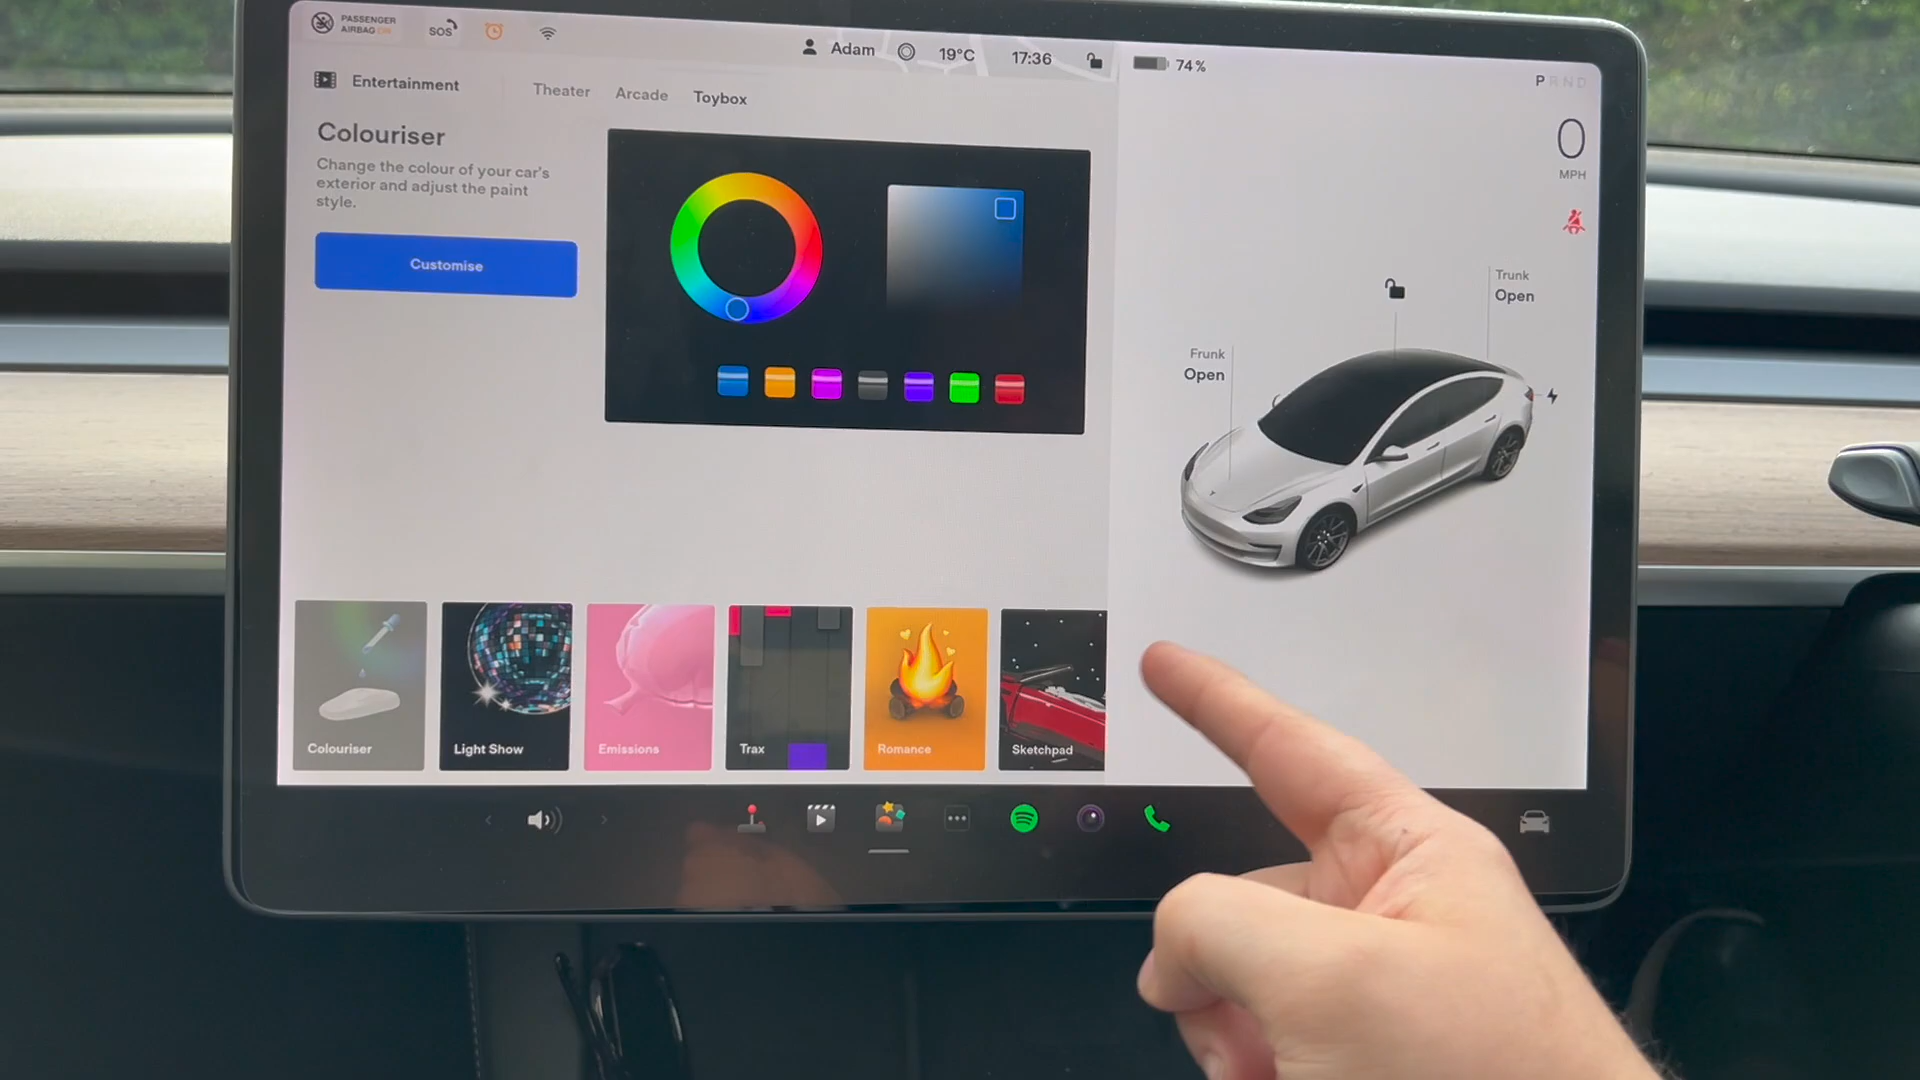 PASSENGER
AIRBAG
SOS
Adam
19°C
17:36
74%
P R N D
Entertainment
Theater
Arcade
Toybox
0
MPH
Colouriser
Change the colour of your car's
exterior and adjust the paint
style.
Customise
Trunk
Open
Frunk
Open
Colouriser
Light Show
Emissions
Trax
Romance
Sketchpad